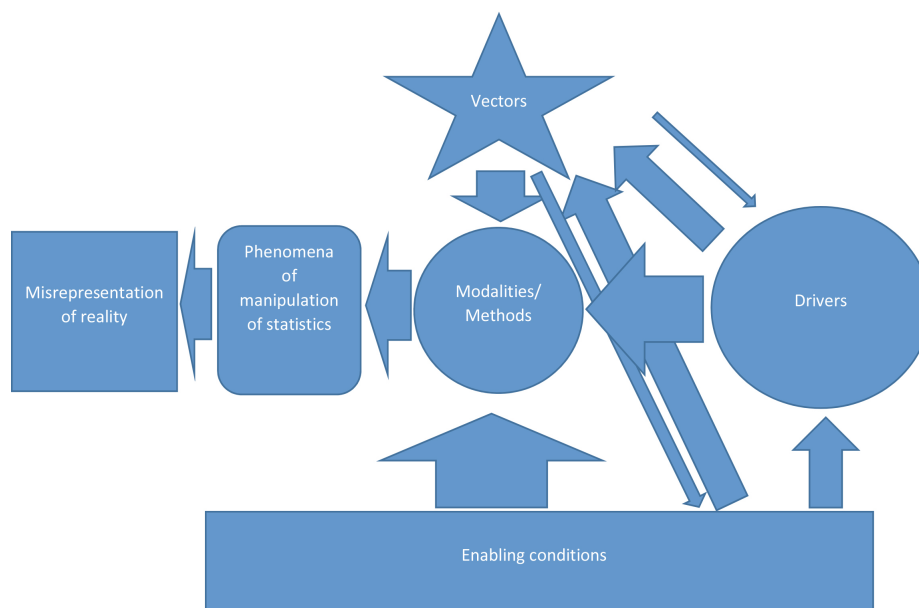 Vectors
Misrepresentation
of reality
Phenomena
of
manipulation
of statistics
Modalities/
Methods
Drivers
Enabling conditions